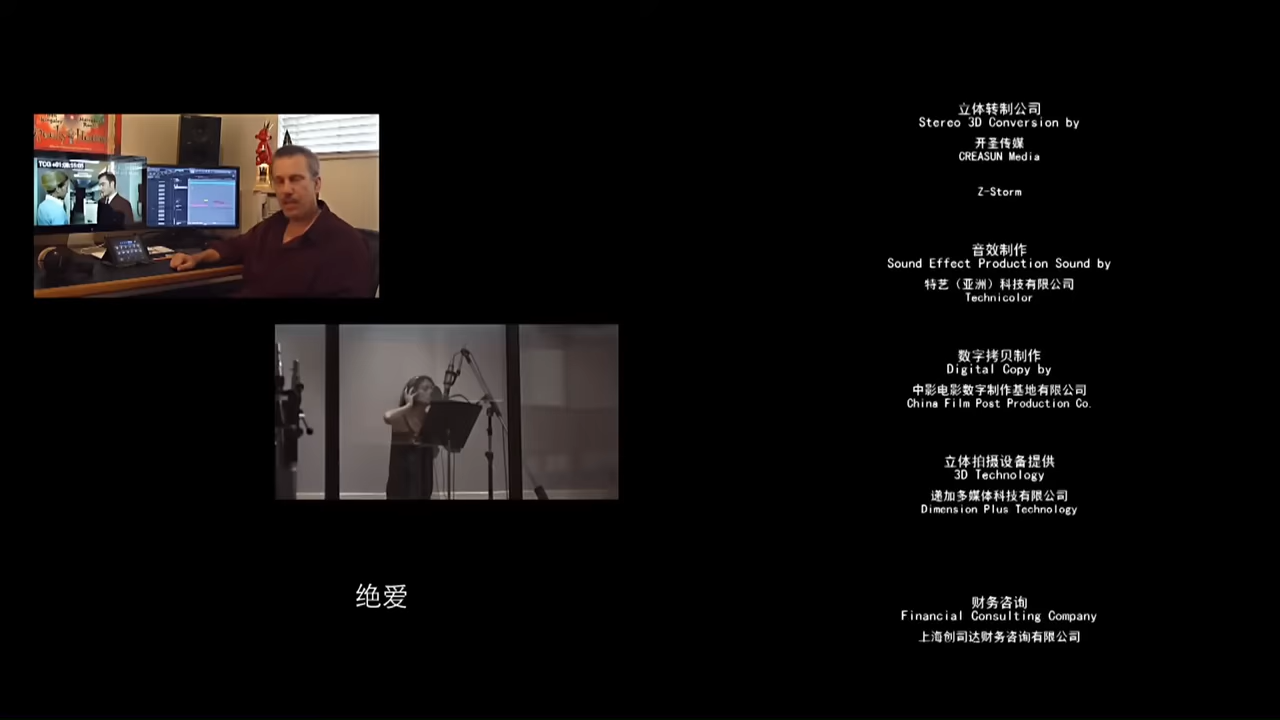 TCG
立体转制公司
Stereo 3D Conversion by
开圣传媒
CREASUN Media
Z-Storm
音效制作
Sound Effect Production Sound by
特艺（亚洲）科技有限公司
Technicolor
数字拷贝制作
Digital Copy by
中影电影数字制作基地有限公司
China Film Post Production Co.
立体拍摄设备提供
3D Technology
递加多媒体科技有限公司
Dimension Plus Technology
绝爱
财务咨询
Financial Consulting Company
上海创司达财务咨询有限公司